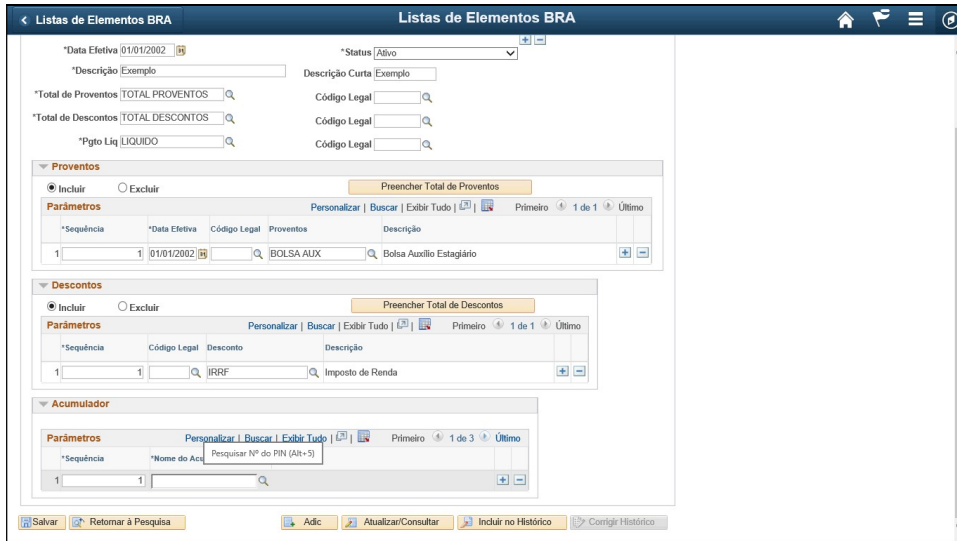 Listas de Elementos BRA Listas de Elementos BRA
*Data Efetiva 01/01/2002 *Status Ativo
*Descrição Exemplo Descrição Curta Exemplo
*Total de Proventos TOTAL PROVENTOS Código Legal
*Total de Descontos TOTAL DESCONTOS Código Legal
*Pgto Liq LIQUIDO Código Legal
Proventos
Incluir Excluir Preencher Total de Proventos
Parâmetros Personalizar | Buscar | Exibir Tudo | | Primeiro 1 de 1 Último
*Sequência *Data Efetiva Código Legal Proventos Descrição
1 1 01/01/2002 BOLSA AUX Bolsa Auxílio Estagiário
Descontos
Incluir Excluir Preencher Total de Descontos
Parâmetros Personalizar | Buscar | Exibir Tudo | | Primeiro 1 de 1 Último
*Sequência Código Legal Desconto Descrição
1 1 IRRF Imposto de Renda
Acumulador
Parâmetros Personalizar | Buscar | Exibir Tudo | | Primeiro 1 de 3 Último
*Sequência *Nome do Acu Pesquisar Nº do PIN (Alt+5)
1 1
Salvar Retornar à Pesquisa Adic Atualizar/Consultar Incluir no Histórico Corrigir Histórico